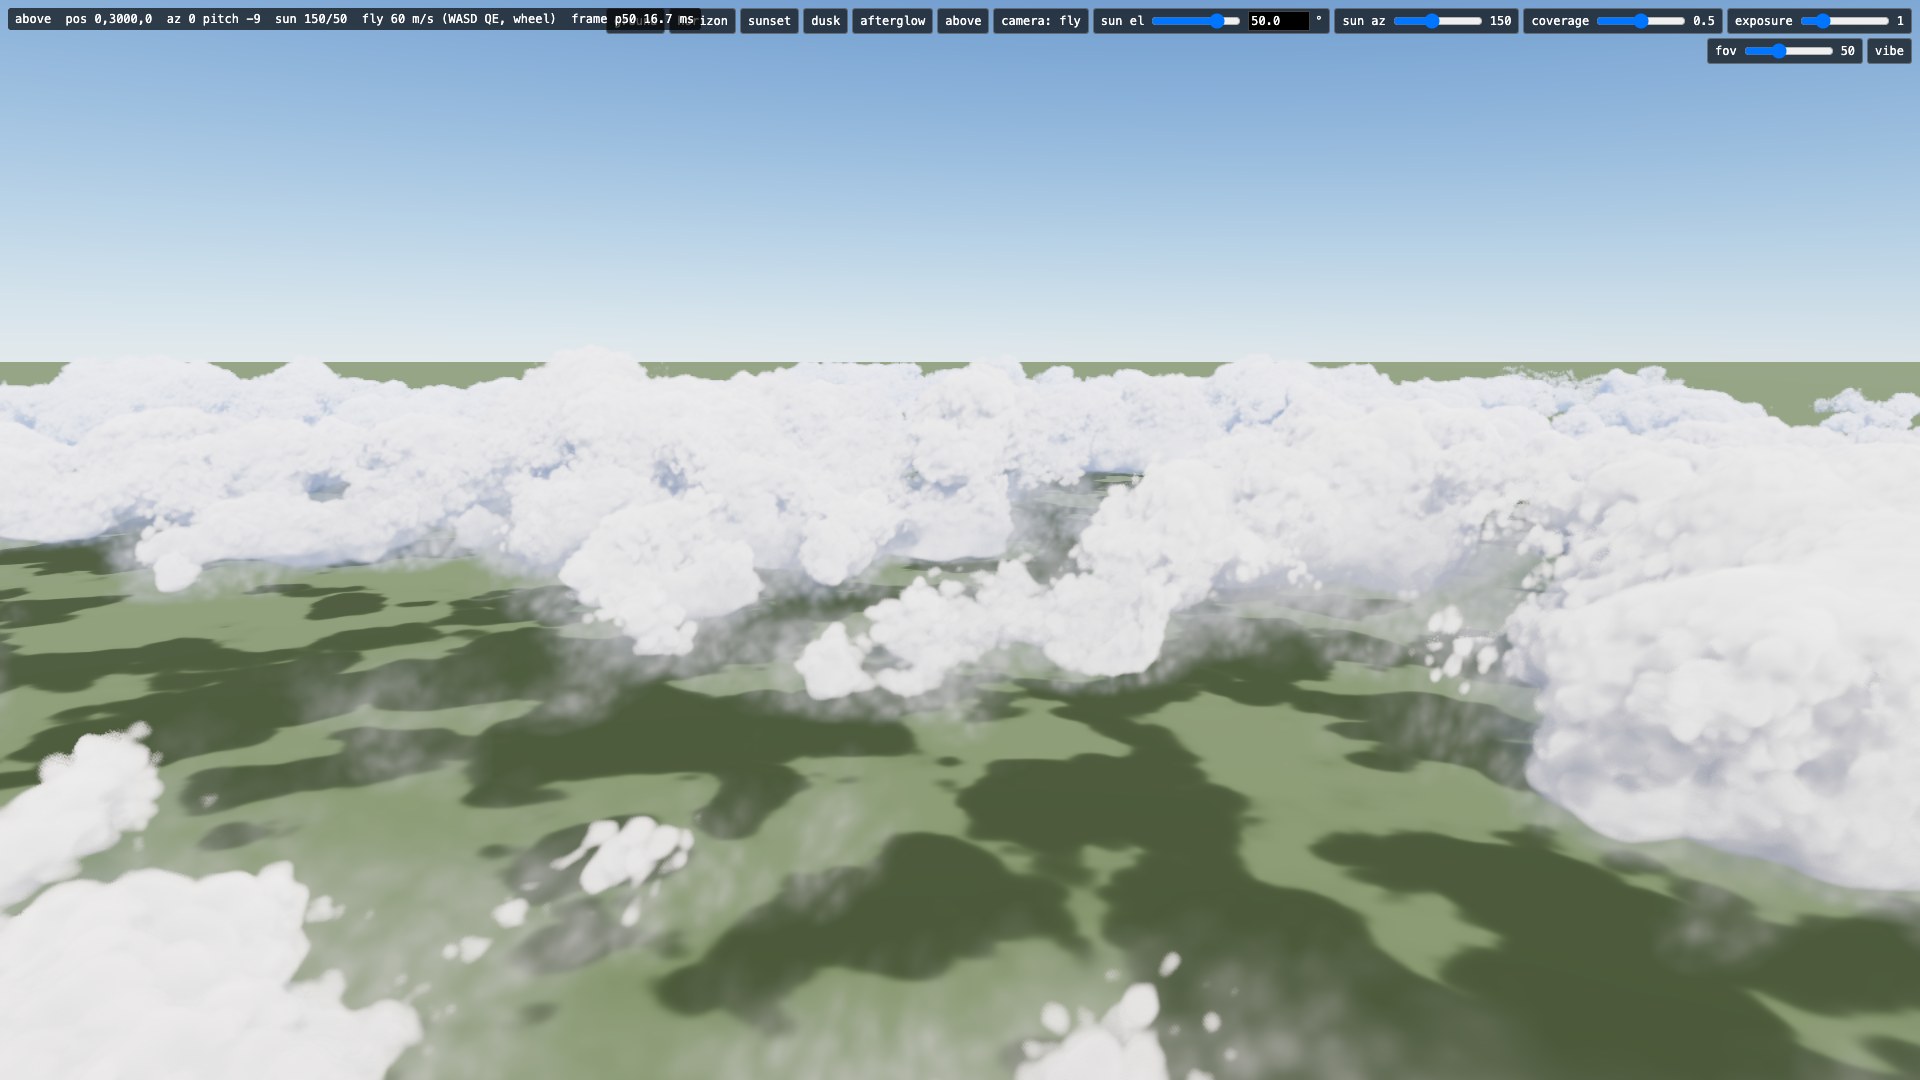 above pos 0,3000,0 az 0 pitch −9 sun 150/50 fly 60 m/s (WASD QE, wheel) frame p50 16.7 ms
sunset dusk afterglow above camera: fly sun el 50.0 ° sun az 150 coverage 0.5 exposure 1
fov 50 vibe